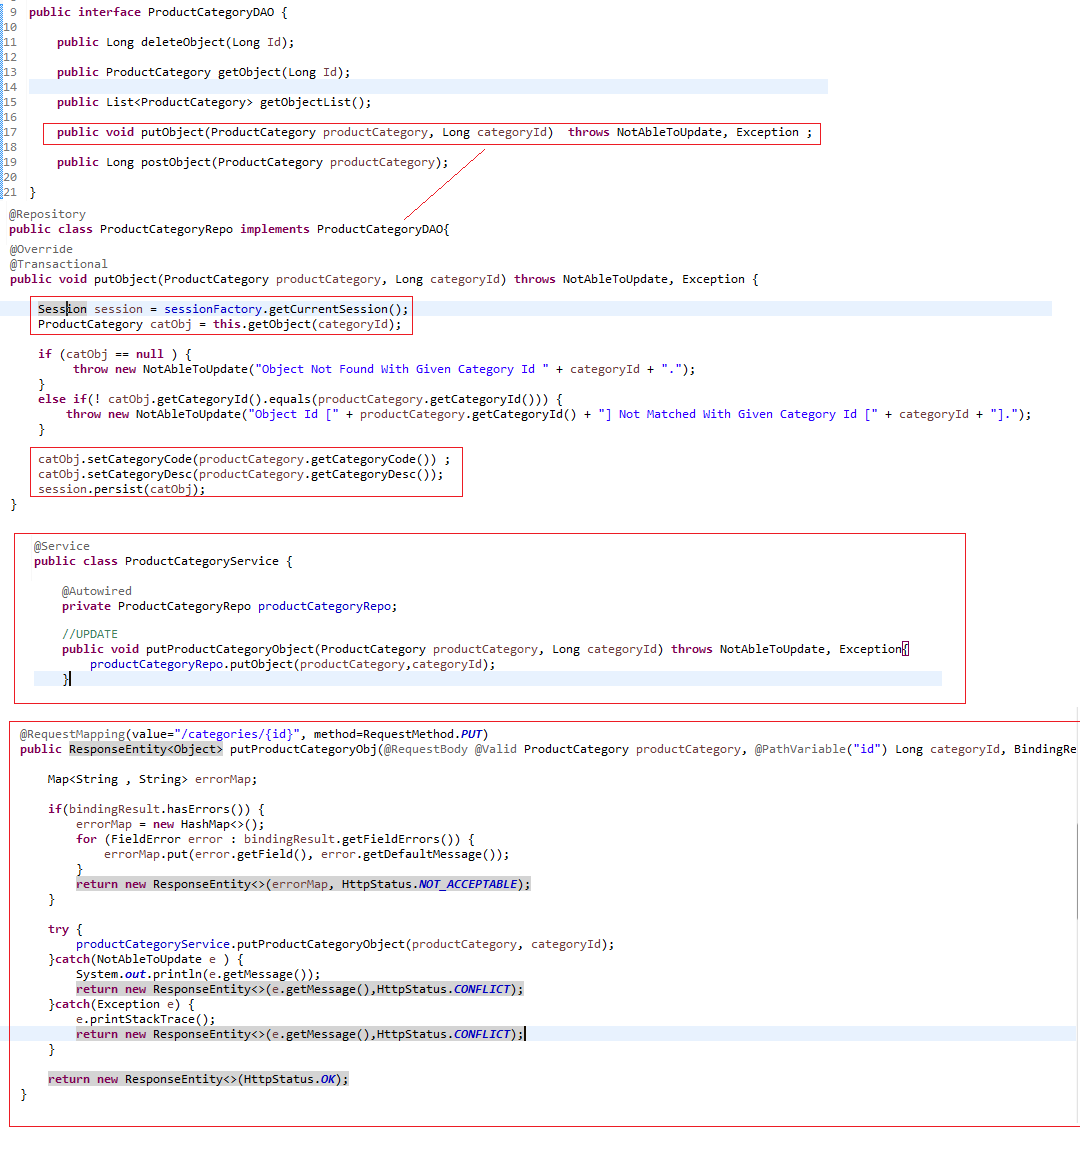 9 public interface ProductCategoryDAO {
10
11 public Long deleteObject(Long Id);
12
13 public ProductCategory getObject(Long Id);
14
15 public List<ProductCategory> getObjectList();
16
17 public void putObject(ProductCategory productCategory, Long categoryId)  throws NotAbleToUpdate, Exception ;
18
19 public Long postObject(ProductCategory productCategory);
20
21 }
@Repository
public class ProductCategoryRepo implements ProductCategoryDAO{
@Override
@Transactional
public void putObject(ProductCategory productCategory, Long categoryId) throws NotAbleToUpdate, Exception {
Session session = sessionFactory.getCurrentSession();
ProductCategory catObj = this.getObject(categoryId);
if (catObj == null ) {
throw new NotAbleToUpdate("Object Not Found With Given Category Id " + categoryId + ".");
}
else if(! catObj.getCategoryId().equals(productCategory.getCategoryId())) {
throw new NotAbleToUpdate("Object Id [" + productCategory.getCategoryId() + "] Not Matched With Given Category Id [" + categoryId + "].");
}
catObj.setCategoryCode(productCategory.getCategoryCode()) ;
catObj.setCategoryDesc(productCategory.getCategoryDesc());
session.persist(catObj);
}
@Service
public class ProductCategoryService {
@Autowired
private ProductCategoryRepo productCategoryRepo;
//UPDATE
public void putProductCategoryObject(ProductCategory productCategory, Long categoryId) throws NotAbleToUpdate, Exception{
productCategoryRepo.putObject(productCategory,categoryId);
}
@RequestMapping(value="/categories/{id}", method=RequestMethod.PUT)
public ResponseEntity<Object> putProductCategoryObj(@RequestBody @Valid ProductCategory productCategory, @PathVariable("id") Long categoryId, BindingRe
Map<String , String> errorMap;
if(bindingResult.hasErrors()) {
errorMap = new HashMap<>();
for (FieldError error : bindingResult.getFieldErrors()) {
errorMap.put(error.getField(), error.getDefaultMessage());
}
return new ResponseEntity<>(errorMap, HttpStatus.NOT_ACCEPTABLE);
}
try {
productCategoryService.putProductCategoryObject(productCategory, categoryId);
}catch(NotAbleToUpdate e ) {
System.out.println(e.getMessage());
return new ResponseEntity<>(e.getMessage(),HttpStatus.CONFLICT);
}catch(Exception e) {
e.printStackTrace();
return new ResponseEntity<>(e.getMessage(),HttpStatus.CONFLICT);
}
return new ResponseEntity<>(HttpStatus.OK);
}